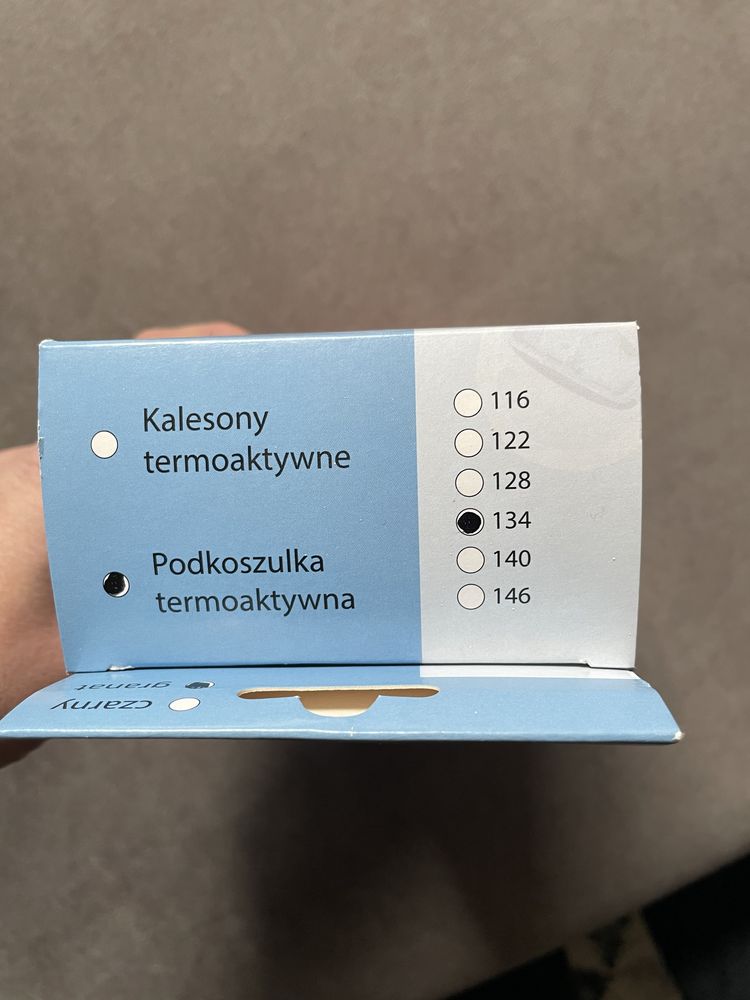 Kalesony
termoaktywne
Podkoszulka
termoaktywna
116
122
128
134
140
146
granat
czarny